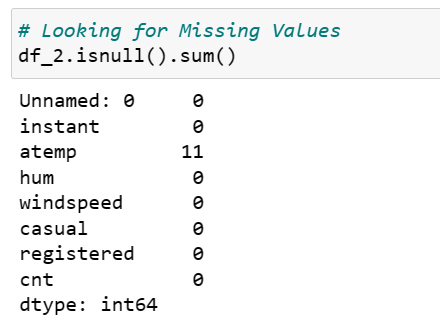 # Looking for Missing Values
df_2.isnull().sum()
Unnamed: 0 0
instant 0
atemp 11
hum 0
windspeed 0
casual 0
registered 0
cnt 0
dtype: int64